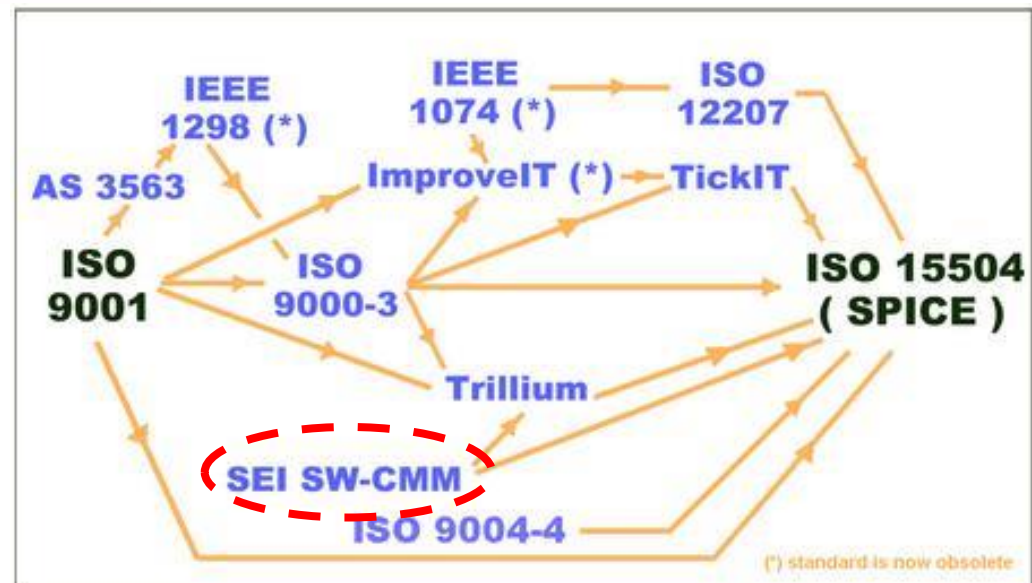 IEEE
1298 (*)
IEEE
1074 (*)
ISO
12207
AS 3563
ImproveIT (*)
TickIT
ISO
9001
ISO
9000-3
ISO 15504
( SPICE )
Trillium
SEI SW-CMM
ISO 9004-4
(*) standard is now obsolete